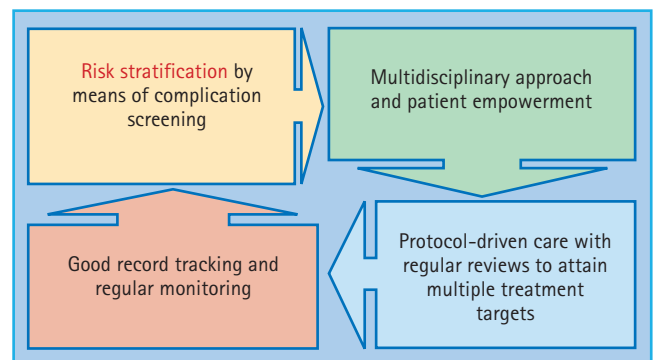 Risk stratification by
means of complication
screening
Multidisciplinary approach
and patient empowerment
Protocol-driven care with
regular reviews to attain
multiple treatment
targets
Good record tracking and
regular monitoring